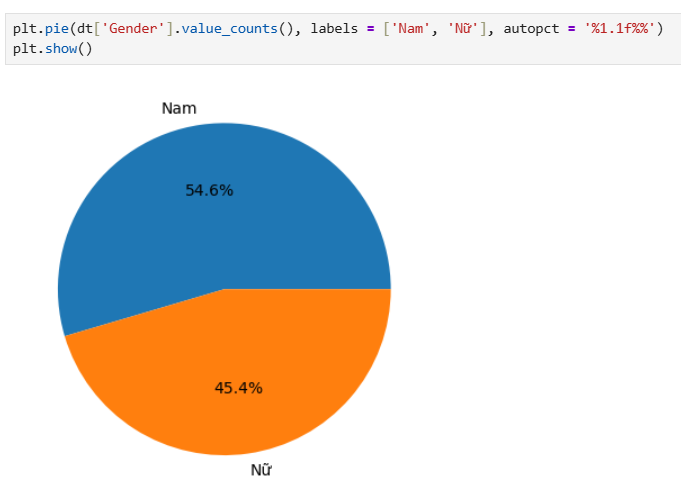 plt.pie(dt['Gender'].value_counts(), labels = ['Nam', 'Nữ'], autopct = '%1.1f%%')
plt.show()
Nam
54.6%
45.4%
Nữ